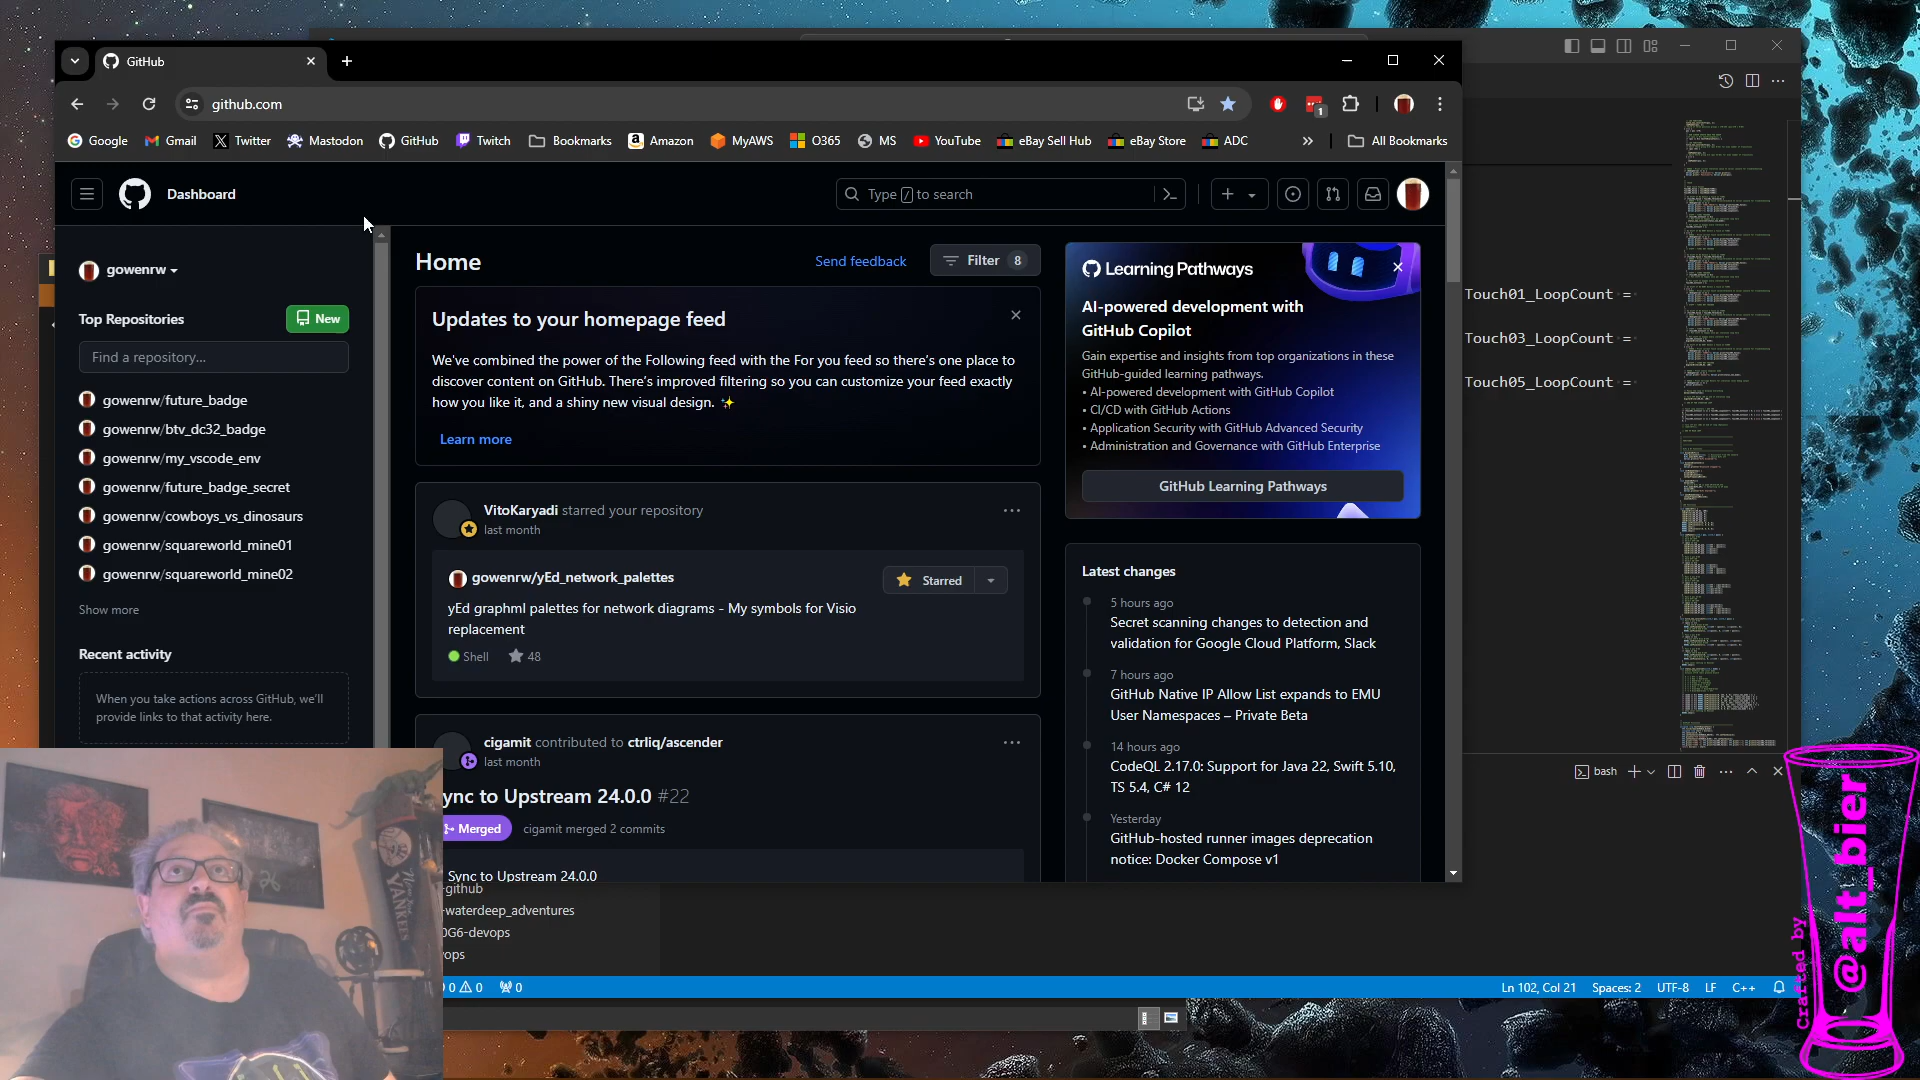 GitHub
github.com
1
Google
Gmail
Twitter
Mastodon
GitHub
Twitch
Bookmarks
Amazon
MyAWS
O365
MS
YouTube
eBay Sell Hub
eBay Store
ADC
»
All Bookmarks
Dashboard
Type / to search
gowenrw
Top Repositories
New
Find a repository...
gowenrw/future_badge
gowenrw/btv_dc32_badge
gowenrw/my_vscode_env
gowenrw/future_badge_secret
gowenrw/cowboys_vs_dinosaurs
gowenrw/squareworld_mine01
gowenrw/squareworld_mine02
Show more
Recent activity
When you take actions across GitHub, we'll
provide links to that activity here.
Home
Send feedback
Filter 8
Updates to your homepage feed
We've combined the power of the Following feed with the For you feed so there's one place to
discover content on GitHub. There's improved filtering so you can customize your feed exactly
how you like it, and a shiny new visual design. ✨
Learn more
VitoKaryadi starred your repository
last month
gowenrw/yEd_network_palettes
Starred
yEd graphml palettes for network diagrams - My symbols for Visio
replacement
Shell
48
cigamit contributed to ctrliq/ascender
last month
ync to Upstream 24.0.0 #22
Merged
cigamit merged 2 commits
Sync to Upstream 24.0.0
Learning Pathways
AI-powered development with
GitHub Copilot
Gain expertise and insights from top organizations in these
GitHub-guided learning pathways.
• AI-powered development with GitHub Copilot
• CI/CD with GitHub Actions
• Application Security with GitHub Advanced Security
• Administration and Governance with GitHub Enterprise
GitHub Learning Pathways
Latest changes
5 hours ago
Secret scanning changes to detection and
validation for Google Cloud Platform, Slack
7 hours ago
GitHub Native IP Allow List expands to EMU
User Namespaces – Private Beta
14 hours ago
CodeQL 2.17.0: Support for Java 22, Swift 5.10,
TS 5.4, C# 12
Yesterday
GitHub-hosted runner images deprecation
notice: Docker Compose v1
Touch01_LoopCount =
Touch03_LoopCount =
Touch05_LoopCount =
bash
-github
-waterdeep_adventures
0G6-devops
ops
0
0
0
Ln 102, Col 21
Spaces: 2
UTF-8
LF
C++
YANKEES
Crafted by
@alt_bier